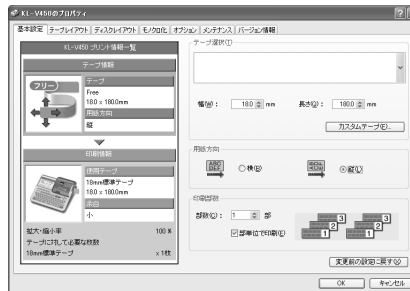 KL-V450のプロパティ
基本設定 テープレイアウト ディスクレイアウト モノクロ化 オプション メンテナンス バージョン情報
KL-V450 プリント情報一覧
テープ情報
フリー
テープ
Free
18.0 x 180.0mm
用紙方向
縦
印刷情報
使用テープ
18mm標準テープ
18.0 x 180.0mm
余白
小
拡大・縮小率 100 %
テープに対して必要な枚数
18mm標準テープ x 1枚
テープ選択(T)
幅(W): 18.0 mm 長さ(G): 180.0 mm
カスタムテープ(E)...
用紙方向
ABC
DEF
横(R)
縦(L)
印刷部数
部数(C): 1 部
部単位で印刷(F)
1 2 3 1 2 3
変更前の設定に戻す(V)
OK キャンセル